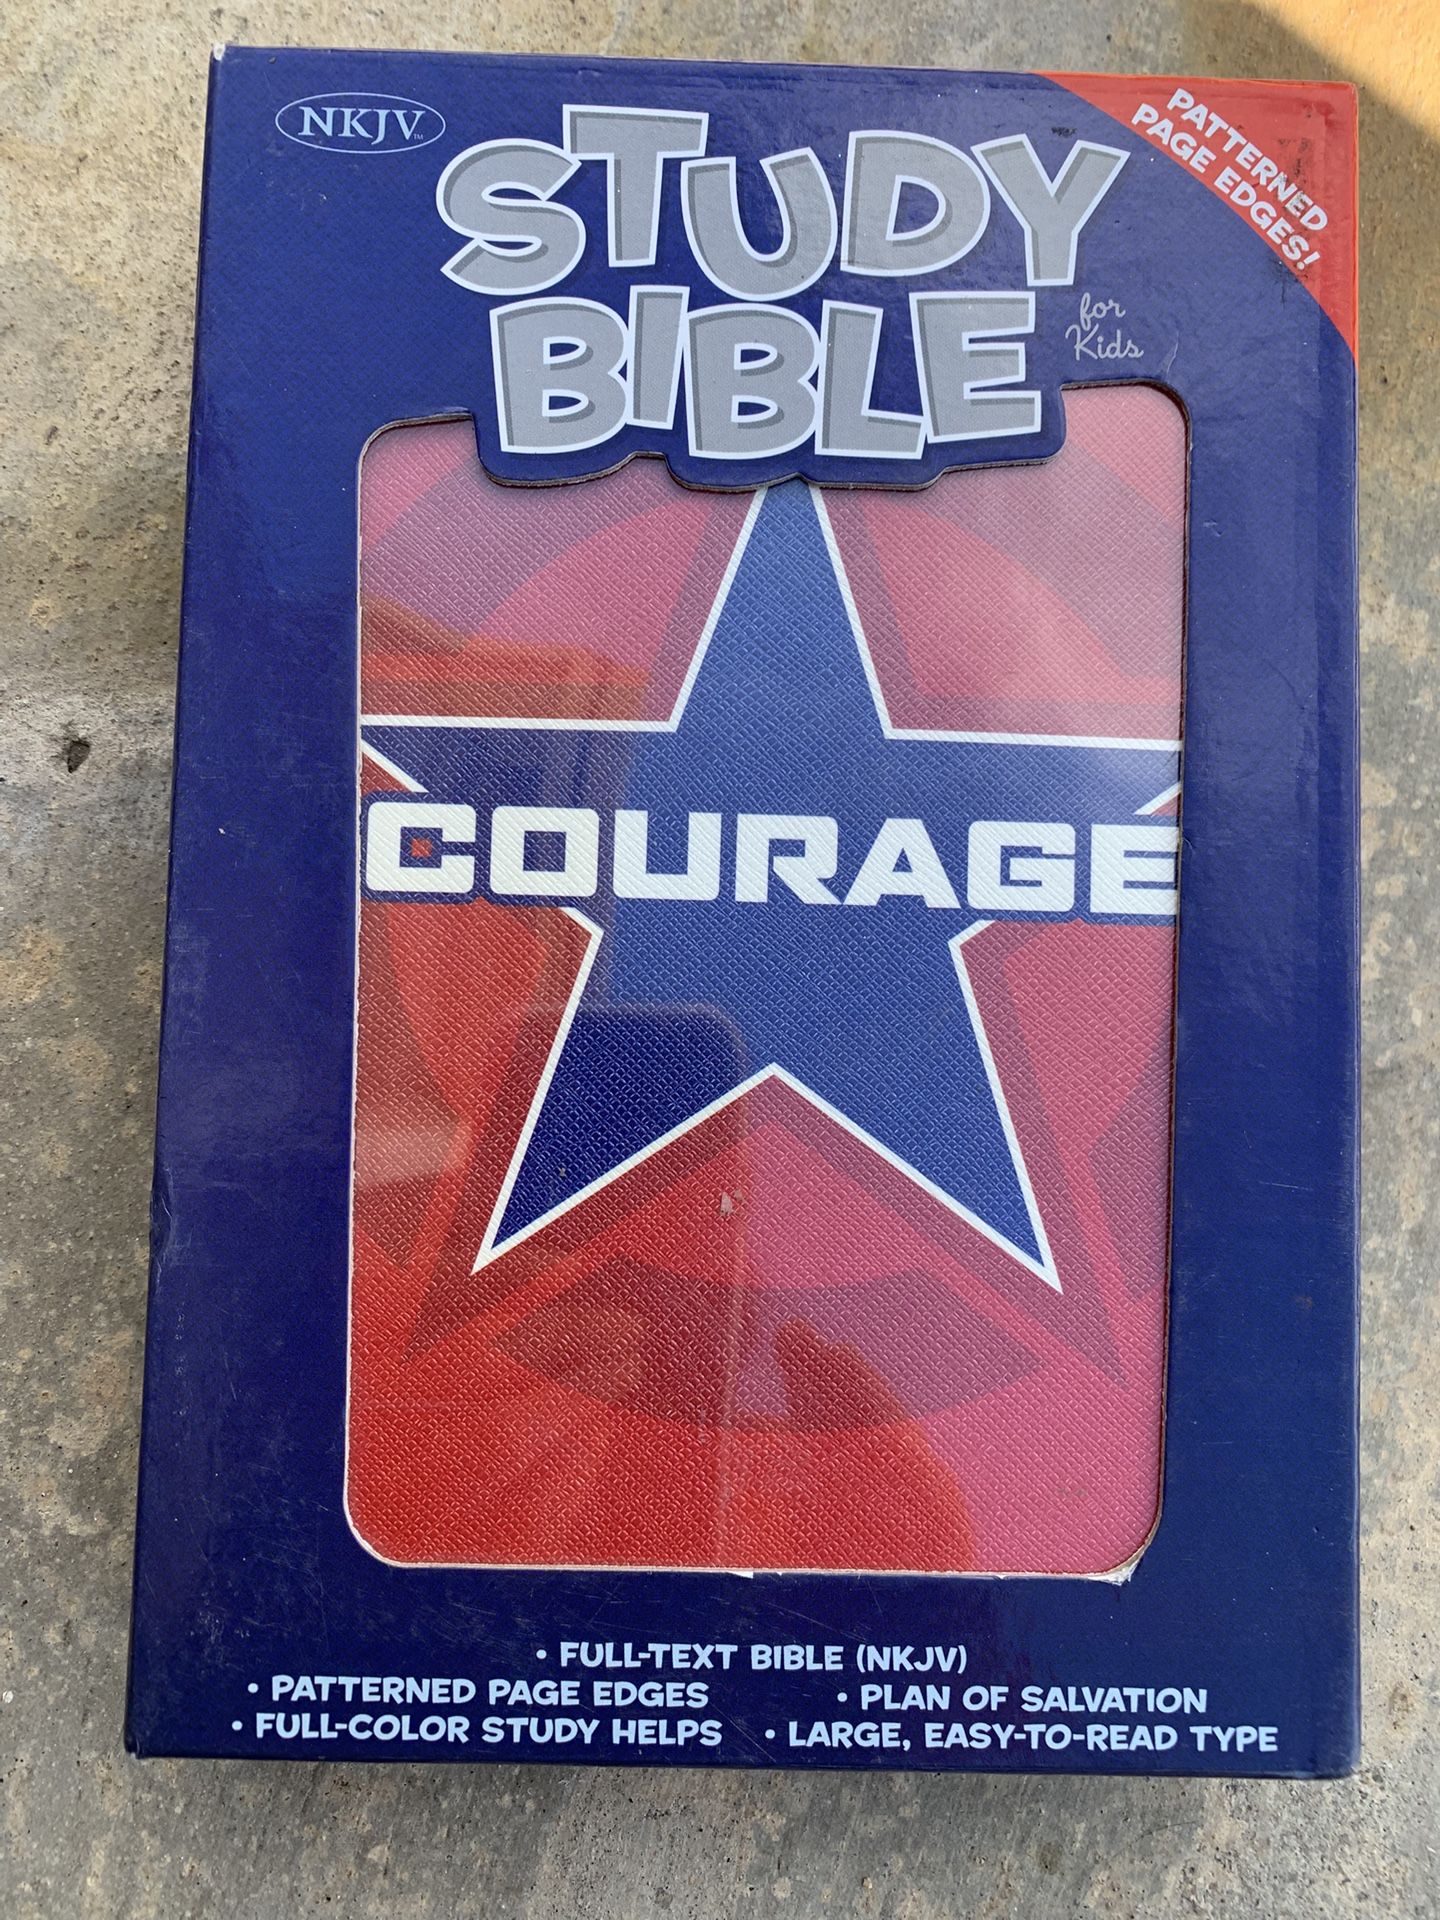 NKJV™
STUDY
BIBLE
for
Kids
PATTERNED
PAGE EDGES!
COURAGE
• FULL-TEXT BIBLE (NKJV)
• PATTERNED PAGE EDGES • PLAN OF SALVATION
• FULL-COLOR STUDY HELPS • LARGE, EASY-TO-READ TYPE